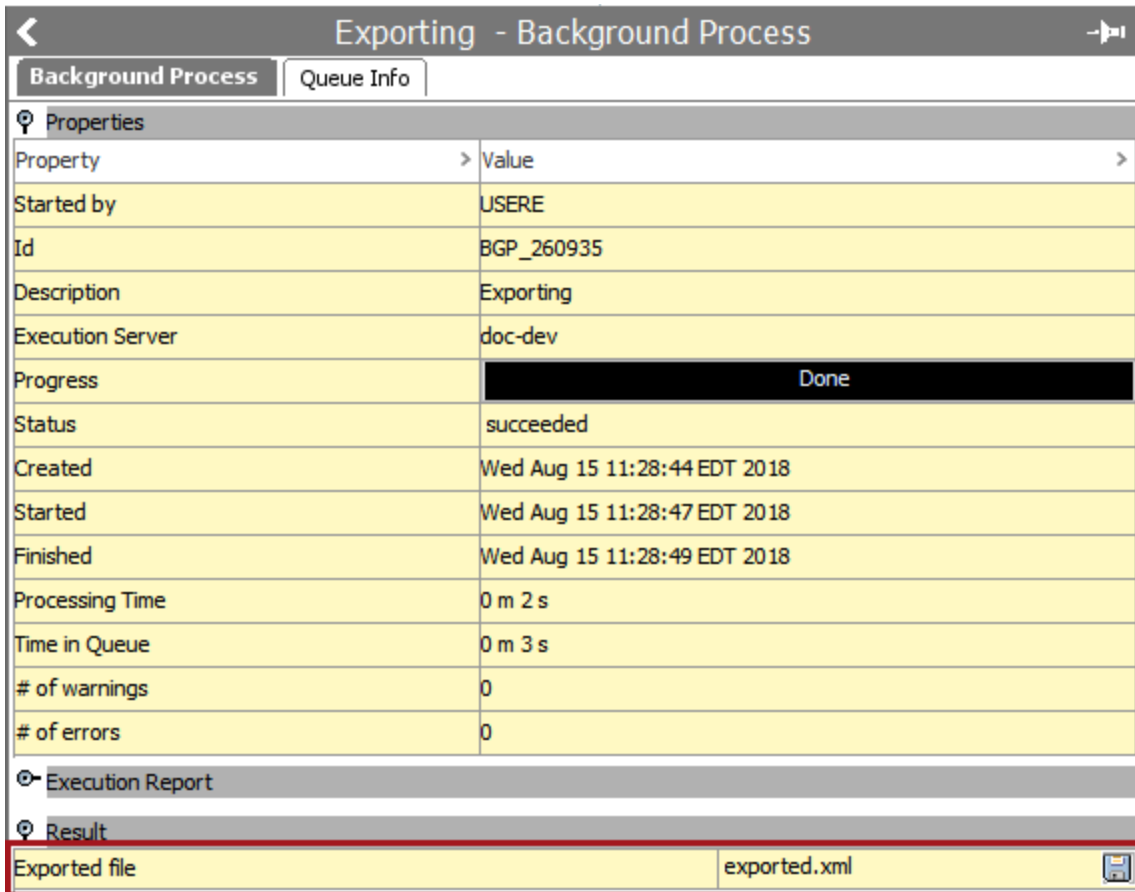 Exporting - Background Process
Background Process Queue Info
Properties
Property Value
Started by USERE
Id BGP_260935
Description Exporting
Execution Server doc-dev
Progress Done
Status succeeded
Created Wed Aug 15 11:28:44 EDT 2018
Started Wed Aug 15 11:28:47 EDT 2018
Finished Wed Aug 15 11:28:49 EDT 2018
Processing Time 0 m 2 s
Time in Queue 0 m 3 s
# of warnings 0
# of errors 0
Execution Report
Result
Exported file exported.xml